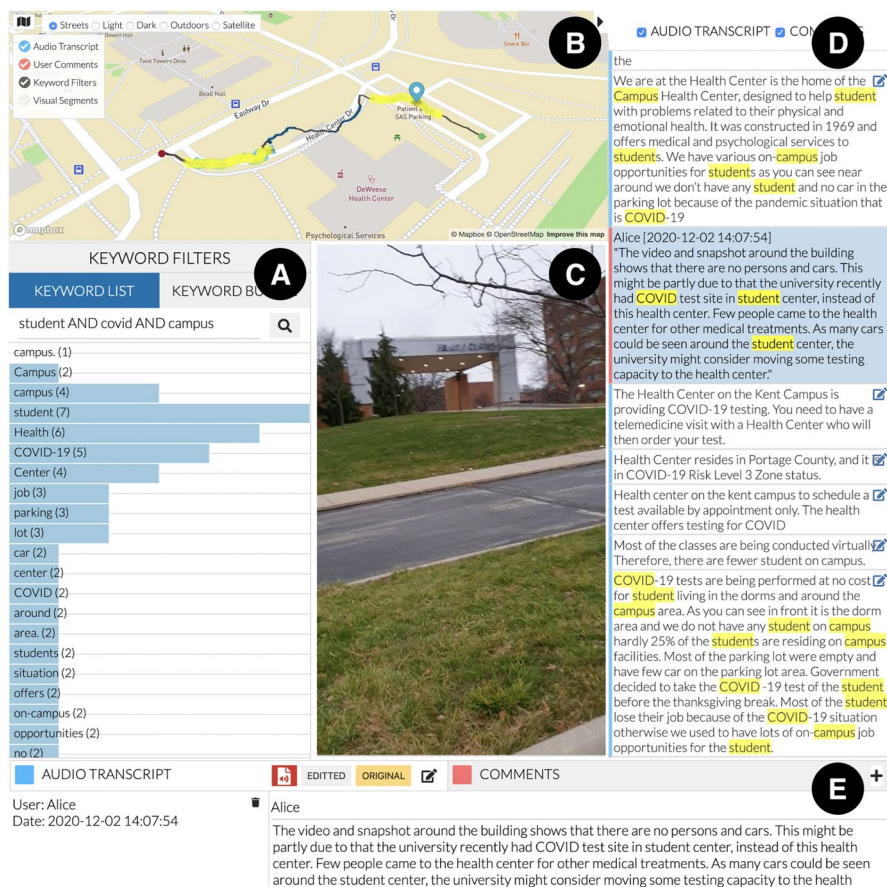 Streets Light Dark Outdoors Satellite
Audio Transcript
User Comments
Keyword Filters
Visual Segments
Twin Towers Desk
Beall Hall
Eastway Dr
Health Center Dr
Patient &
SAS Parking
Snack Bar
DeWeese
Health Center
Psychological Services
mapbox
© Mapbox © OpenStreetMap Improve this map
B
KEYWORD FILTERS
A
KEYWORD LIST
KEYWORD BU
student AND covid AND campus
campus. (1)
Campus (2)
campus (4)
student (7)
Health (6)
COVID-19 (5)
Center (4)
job (3)
parking (3)
lot (3)
car (2)
center (2)
COVID (2)
around (2)
area. (2)
students (2)
situation (2)
offers (2)
on-campus (2)
opportunities (2)
no (2)
C
AUDIO TRANSCRIPT COM
D
the
We are at the Health Center is the home of the
Campus Health Center, designed to help student
with problems related to their physical and
emotional health. It was constructed in 1969 and
offers medical and psychological services to
students. We have various on-campus job
opportunities for students as you can see near
around we don't have any student and no car in the
parking lot because of the pandemic situation that
is COVID-19
Alice [2020-12-02 14:07:54]
"The video and snapshot around the building
shows that there are no persons and cars. This
might be partly due to that the university recently
had COVID test site in student center, instead of
this health center. Few people came to the health
center for other medical treatments. As many cars
could be seen around the student center, the
university might consider moving some testing
capacity to the health center."
The Health Center on the Kent Campus is
providing COVID-19 testing. You need to have a
telemedicine visit with a Health Center who will
then order your test.
Health Center resides in Portage County, and it
in COVID-19 Risk Level 3 Zone status.
Health center on the kent campus to schedule a
test available by appointment only. The health
center offers testing for COVID
Most of the classes are being conducted virtually
Therefore, there are fewer student on campus.
COVID-19 tests are being performed at no cost
for student living in the dorms and around the
campus area. As you can see in front it is the dorm
area and we do not have any student on campus
hardly 25% of the students are residing on campus
facilities. Most of the parking lot were empty and
have few car on the parking lot area. Government
decided to take the COVID -19 test of the student
before the thanksgiving break. Most of the student
lose their job because of the COVID-19 situation
otherwise we used to have lots of on-campus job
opportunities for the student.
AUDIO TRANSCRIPT
EDITTED
ORIGINAL
COMMENTS
E
User: Alice
Date: 2020-12-02 14:07:54
Alice
The video and snapshot around the building shows that there are no persons and cars. This might be
partly due to that the university recently had COVID test site in student center, instead of this health
center. Few people came to the health center for other medical treatments. As many cars could be seen
around the student center, the university might consider moving some testing capacity to the health